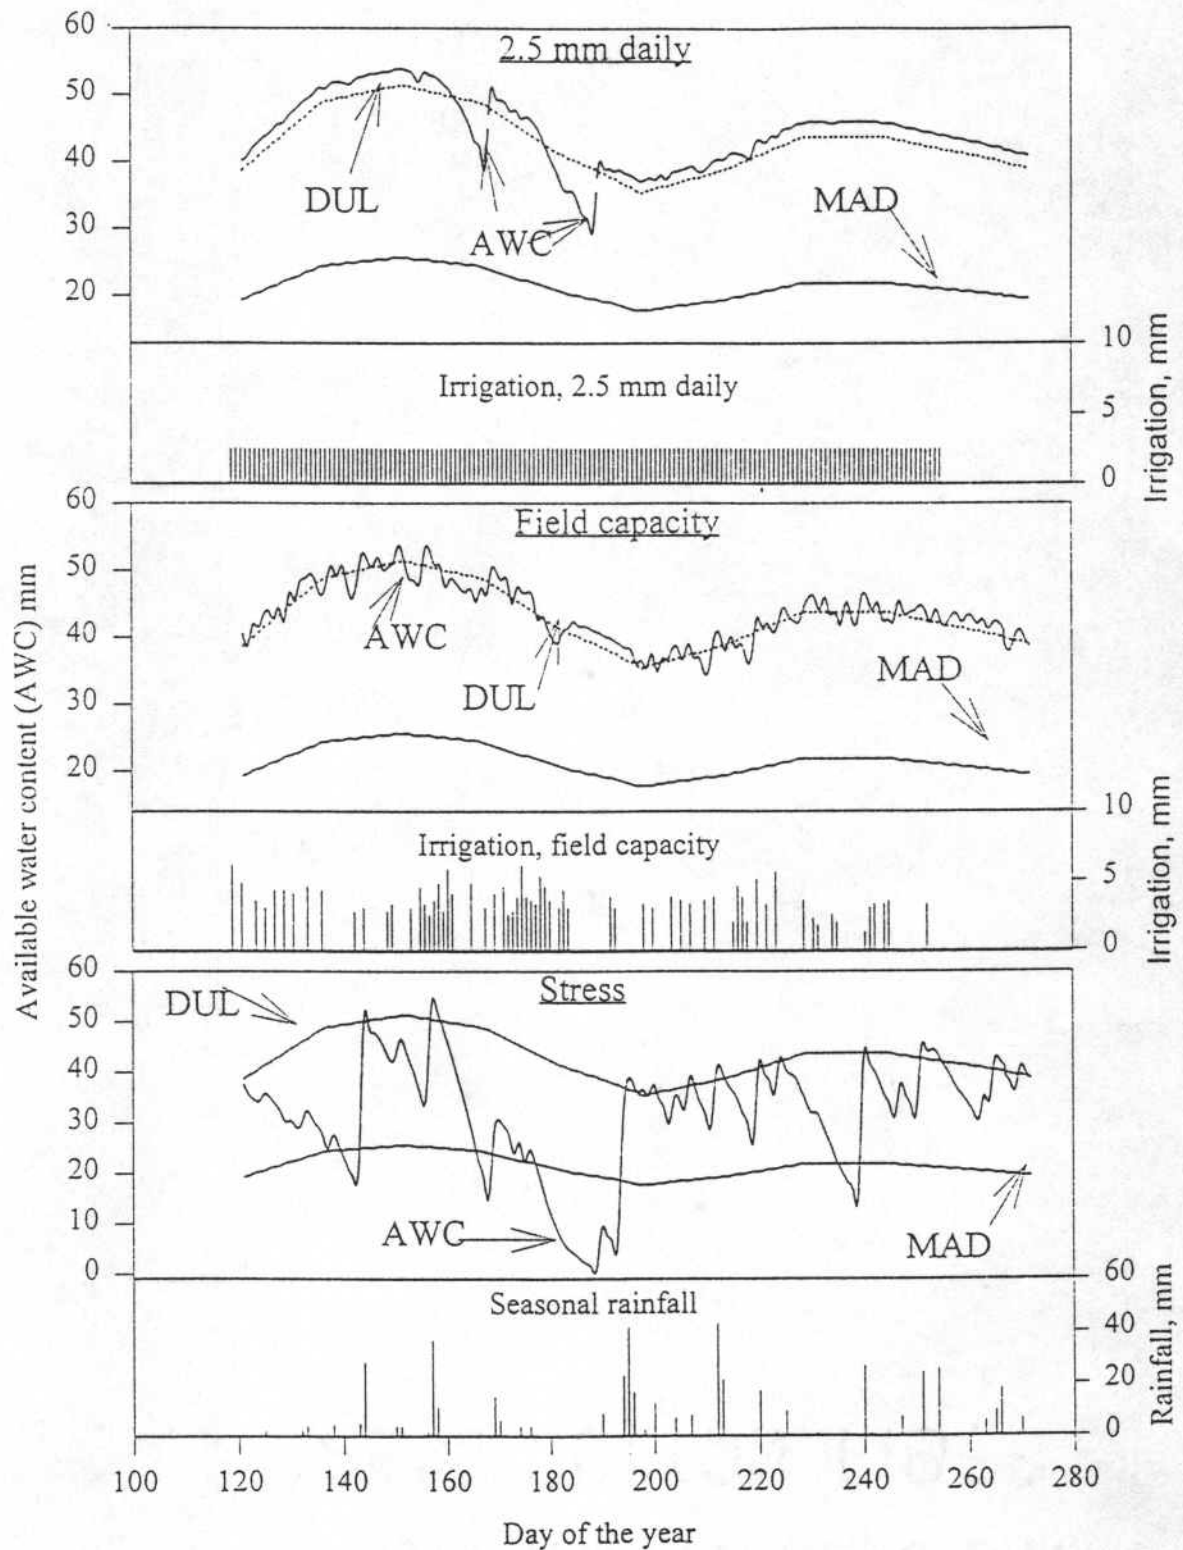 60
2.5 mm daily
50
40
DUL
MAD
30
AWC
20
10
Irrigation, 2.5 mm daily
5
0
Irrigation, mm
60
Field capacity
50
AWC
40
DUL
MAD
30
20
10
Irrigation, field capacity
5
0
Irrigation, mm
Available water content (AWC) mm
60
Stress
DUL
50
40
30
20
10
AWC
MAD
0
60
Seasonal rainfall
40
20
0
Rainfall, mm
100 120 140 160 180 200 220 240 260 280
Day of the year